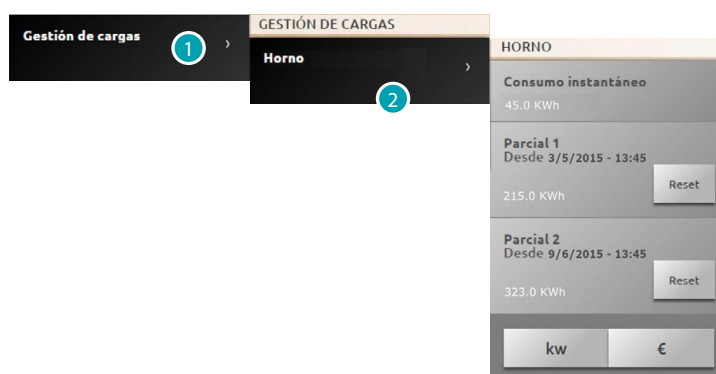 Gestión de cargas
1
GESTIÓN DE CARGAS
Horno
2
HORNO
Consumo instantáneo
45.0 KWh
Parcial 1
Desde 3/5/2015 - 13:45
215.0 KWh
Reset
Parcial 2
Desde 9/6/2015 - 13:45
323.0 KWh
Reset
kw
€